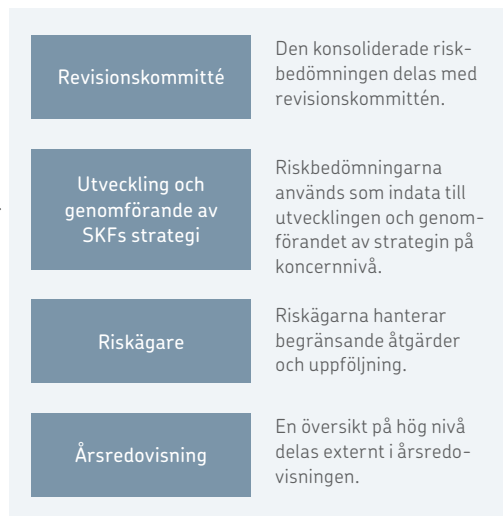 Revisionskommitté
Den konsoliderade risk-
bedömningen delas med
revisionskommittén.
Utveckling och
genomförande av
SKFs strategi
Riskbedömningarna
används som indata till
utvecklingen och genom-
förandet av strategin på
koncernnivå.
Riskägare
Riskägarna hanterar
begränsande åtgärder
och uppföljning.
Årsredovisning
En översikt på hög nivå
delas externt i årsredo-
visningen.